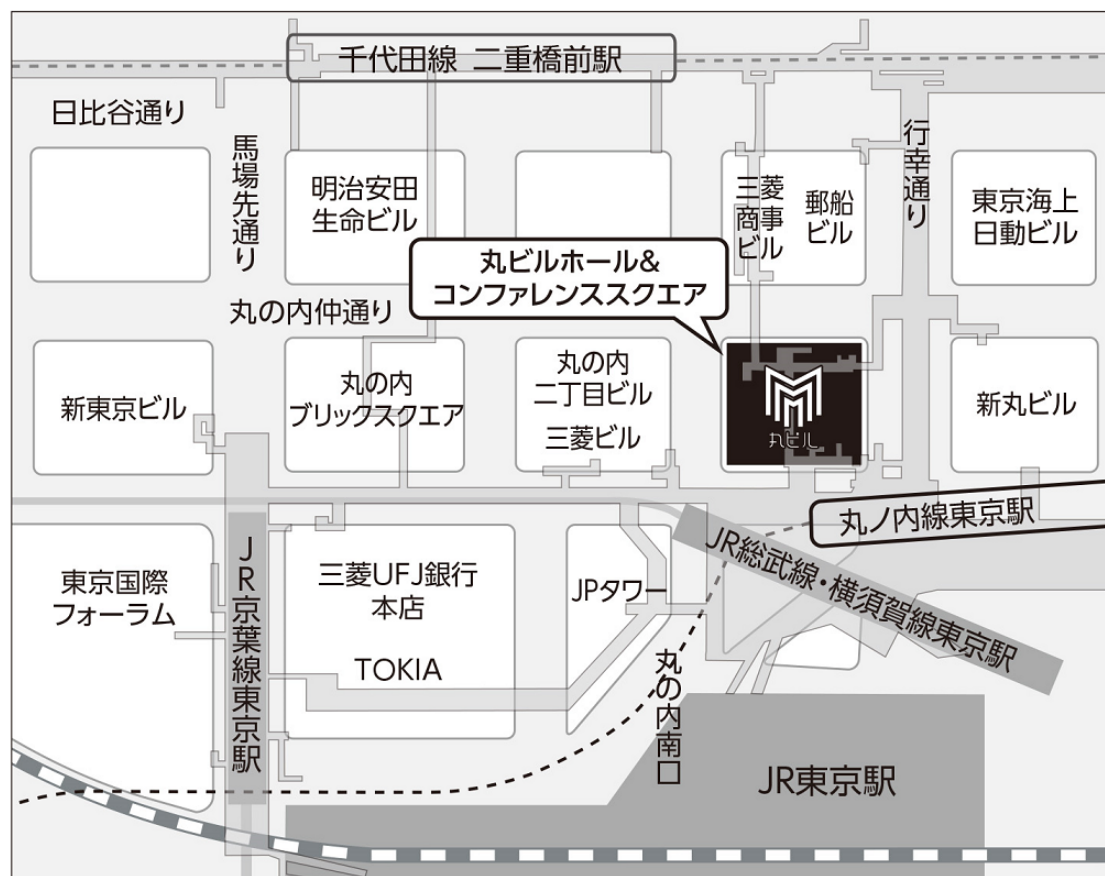 千代田線 二重橋前駅
日比谷通り
馬場先通り
行幸通り
明治安田
生命ビル
三菱
商事
ビル
郵船
ビル
東京海上
日動ビル
丸ビルホール&
コンファレンススクエア
丸の内仲通り
新東京ビル
丸の内
ブリックスクエア
丸の内
二丁目ビル
三菱ビル
丸ビル
新丸ビル
丸ノ内線東京駅
JR総武線・横須賀線東京駅
東京国際
フォーラム
JR京葉線東京駅
三菱UFJ銀行
本店
TOKIA
JPタワー
丸の内南口
JR東京駅